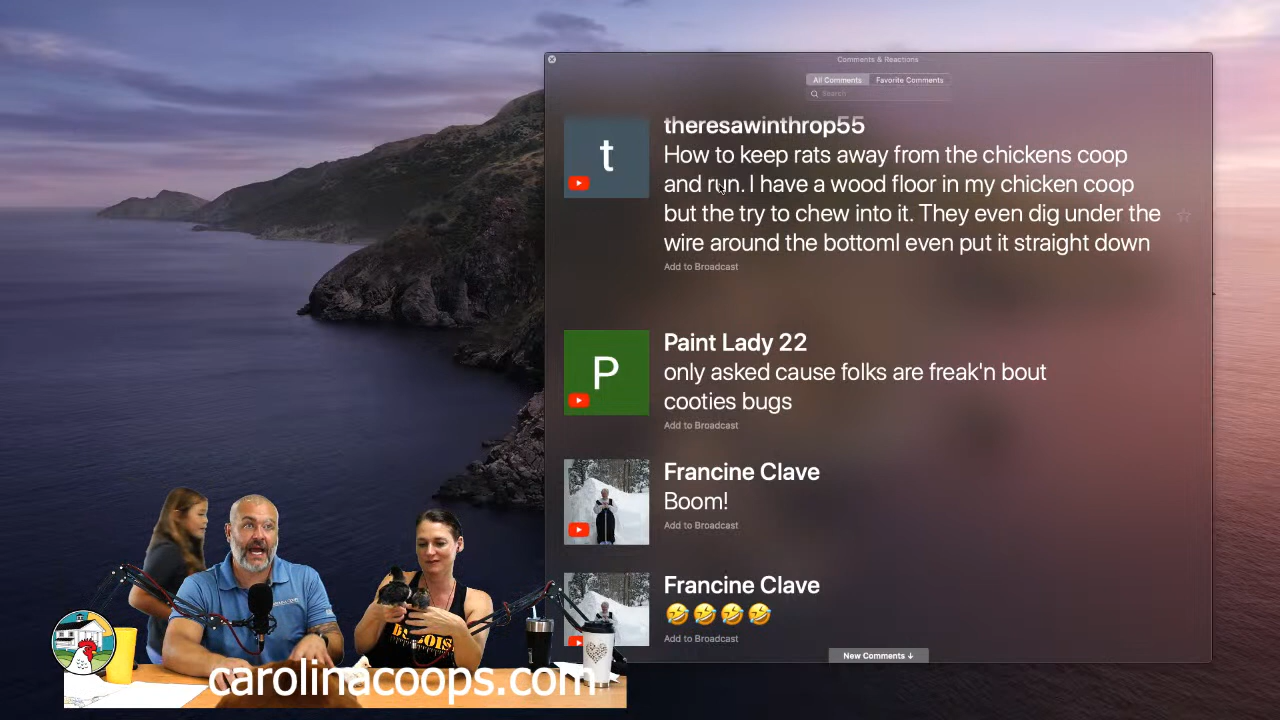 Comments & Reactions
All Comments
Favorite Comments
Search
theresawinthrop55
How to keep rats away from the chickens coop
and run. I have a wood floor in my chicken coop
but the try to chew into it. They even dig under the
wire around the bottomI even put it straight down
Add to Broadcast
Paint Lady 22
only asked cause folks are freak'n bout
cooties bugs
Add to Broadcast
Francine Clave
Boom!
Add to Broadcast
Francine Clave
🤣🤣🤣🤣
Add to Broadcast
New Comments ↓
t
P
carolinacoops.com